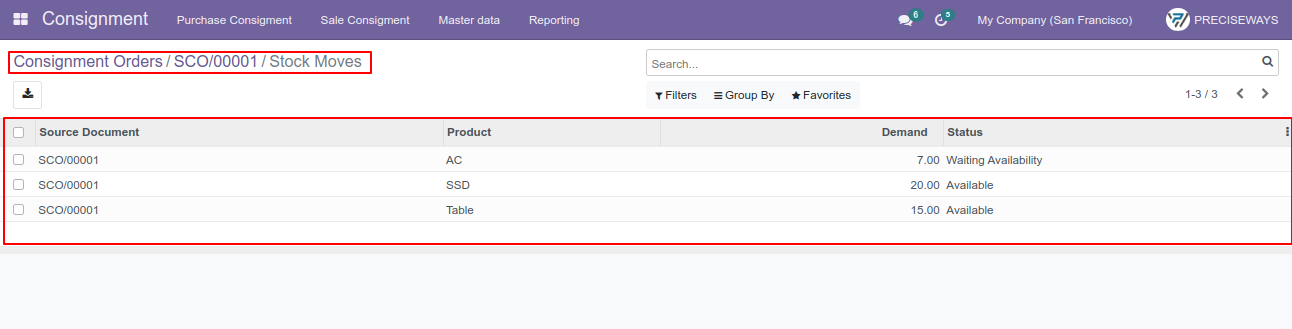 Consignment Purchase Consigment Sale Consigment Master data Reporting 6 5 My Company (San Francisco) PRECISEWAYS
Consignment Orders / SCO/00001 / Stock Moves Search...
Filters Group By Favorites 1-3 / 3
Source Document Product Demand Status
SCO/00001 AC 7.00 Waiting Availability
SCO/00001 SSD 20.00 Available
SCO/00001 Table 15.00 Available